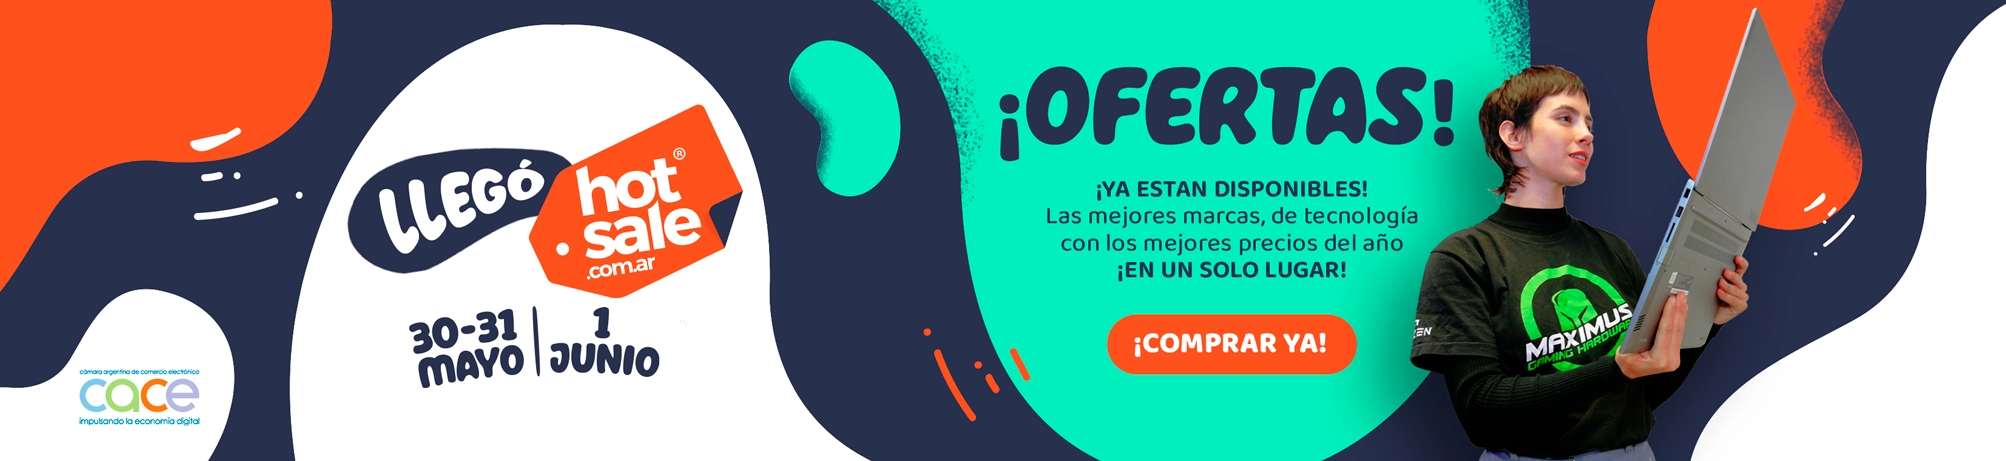 LLEGÓ
hot
sale
®
.com.ar
30-31
MAYO
1
JUNIO
cámara argentina de comercio electrónico
cace
impulsando la economía digital
¡OFERTAS!
¡YA ESTAN DISPONIBLES!
Las mejores marcas, de tecnología
con los mejores precios del año
¡EN UN SOLO LUGAR!
¡COMPRAR YA!
MAXIMUS
GAMING HARDWARE